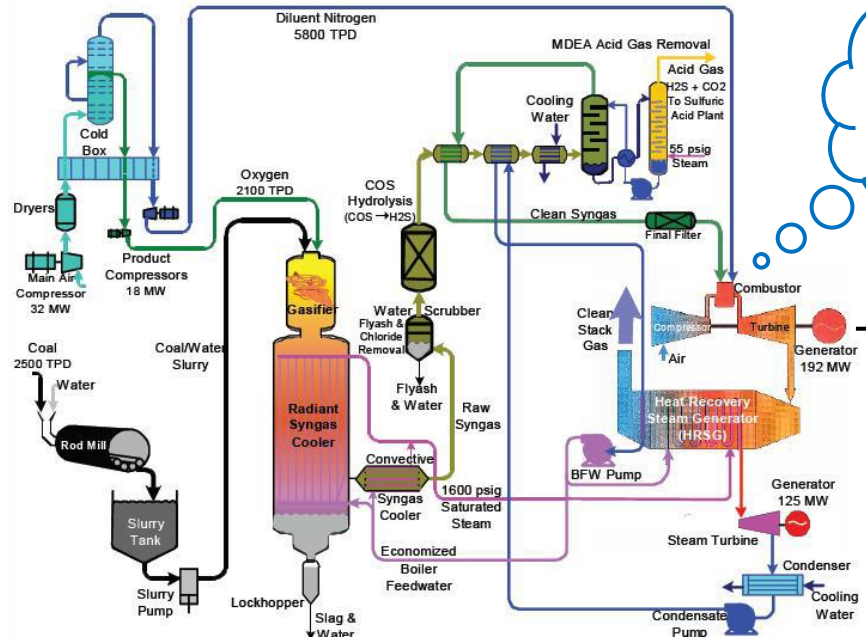 Diluent Nitrogen
5800 TPD
MDEA Acid Gas Removal
Acid Gas
H2S + CO2
To Sulfuric
Acid Plant
Cooling
Water
55 psig
Steam
Cold
Box
Oxygen
2100 TPD
COS
Hydrolysis
(COS →H2S)
Dryers
Clean Syngas
Final Filter
Product
Compressors
18 MW
Main Air
Compressor
32 MW
Gasifier
Water Scrubber
Flyash &
Chloride
Removal
Clean
Stack
Gas
Combustor
Compressor
Turbine
Air
Generator
192 MW
Coal
2500 TPD
Water
Coal/Water
Slurry
Flyash
& Water
Radiant
Syngas
Cooler
Raw
Syngas
Heat Recovery
Steam Generator
(HRSG)
Rod Mill
Convective
Syngas
Cooler
1600 psig
Saturated
Steam
BFW Pump
Generator
125 MW
Slurry
Tank
Steam Turbine
Economized
Boiler
Feedwater
Condenser
Cooling
Water
Slurry
Pump
Lockhopper
Slag &
Water
Condensate
Pump